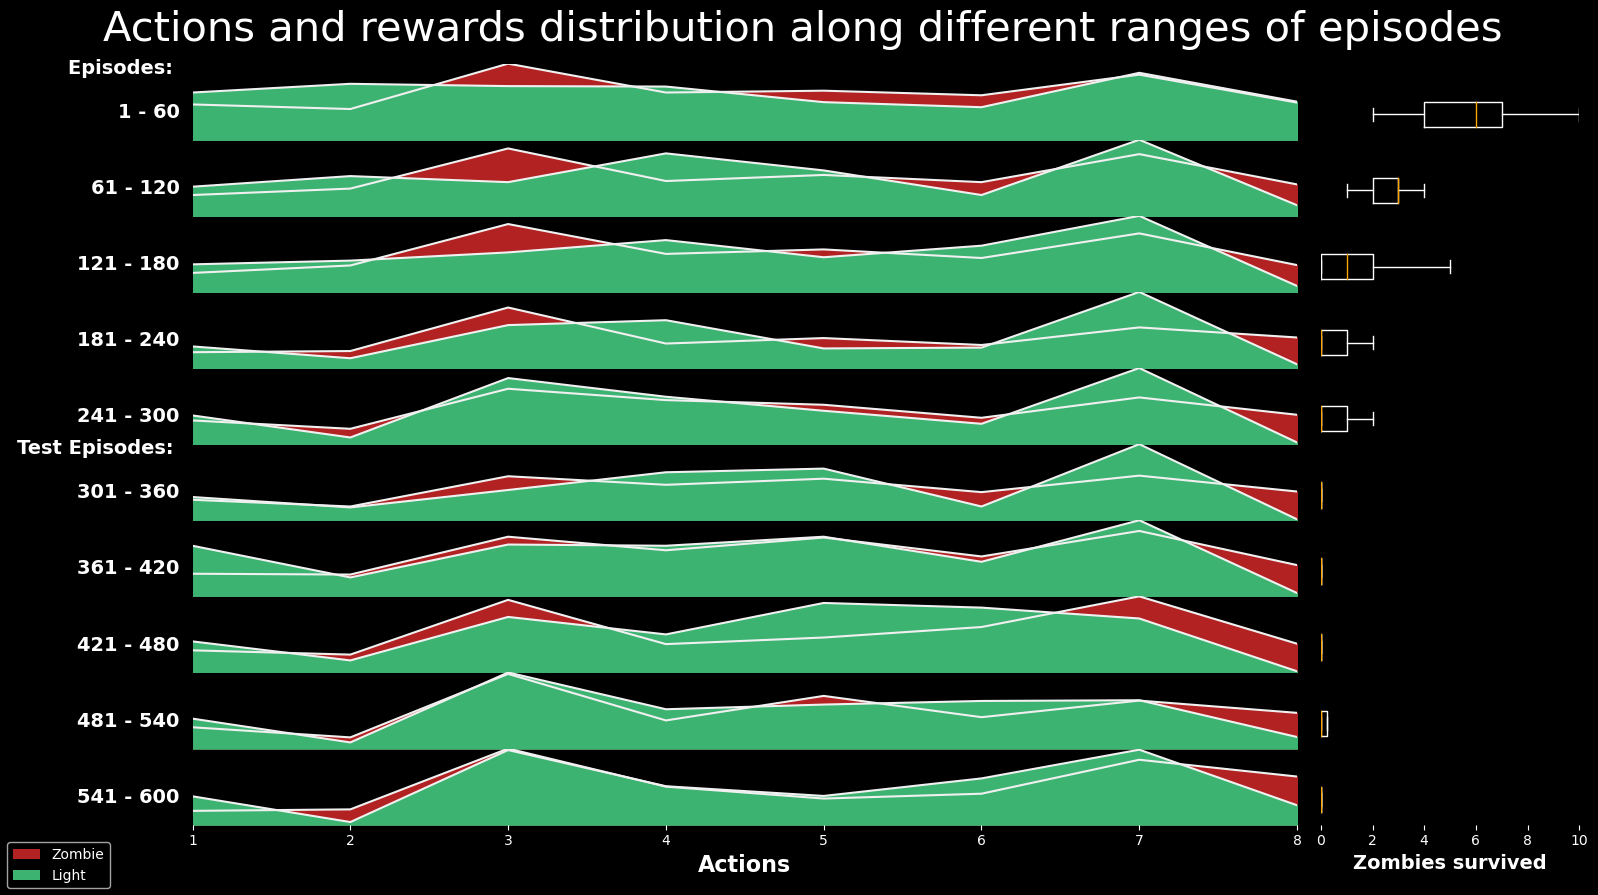 Actions and rewards distribution along different ranges of episodes
Episodes:
1 - 60
61 - 120
121 - 180
181 - 240
241 - 300
Test Episodes:
301 - 360
361 - 420
421 - 480
481 - 540
541 - 600
1 2 3 4 5 6 7 8
0 2 4 6 8 10
Actions
Zombies survived
Zombie
Light